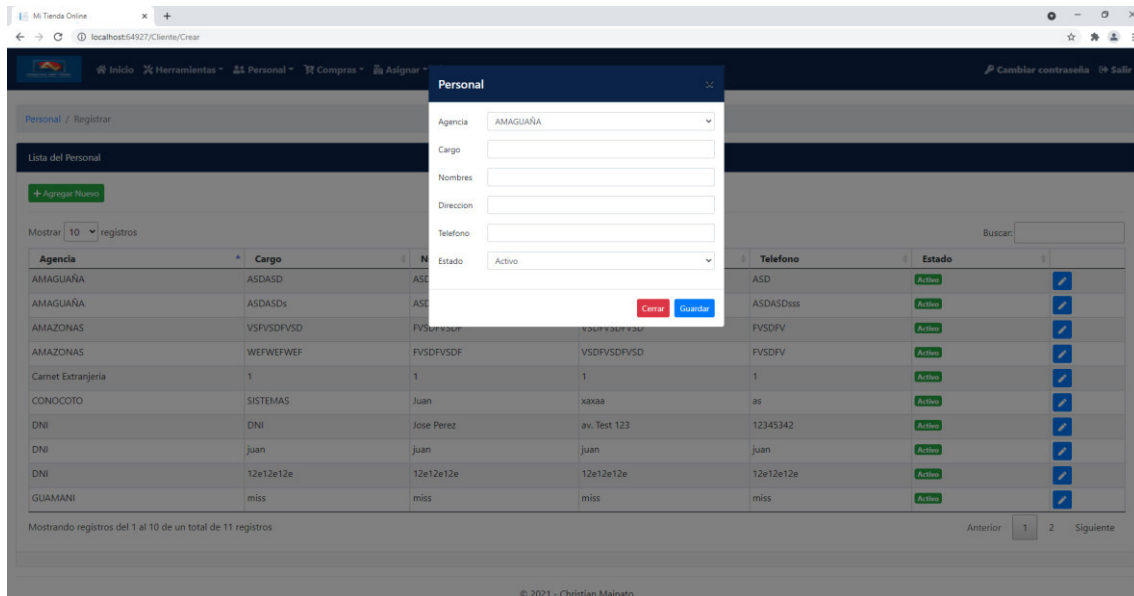 Mi Tienda Online
localhost:64927/Cliente/Crear
Inicio Herramientas Personal Compras Asignar Cambiar contraseña Salir
Personal / Registrar
Lista del Personal
+ Agregar Nuevo
Mostrar 10 registros Buscar:
Personal
Agencia AMAGUAÑA
Cargo
Nombres
Direccion
Telefono
Estado Activo
Cerrar Guardar
Agencia Cargo N Telefono Estado
AMAGUAÑA ASDASD ASD ASD Activo
AMAGUAÑA ASDASDs ASD ASDASDsss Activo
AMAZONAS VSFVSDFVSD FVSDFVSDF VSDFVSDFVSD FVSDFV Activo
AMAZONAS WEFWEFWEF FVSDFVSDF VSDFVSDFVSD FVSDFV Activo
Carnet Extranjeria 1 1 1 1 Activo
CONOCOTO SISTEMAS Juan xaxaa as Activo
DNI DNI Jose Perez av. Test 123 12345342 Activo
DNI juan juan juan juan Activo
DNI 12e12e12e 12e12e12e 12e12e12e 12e12e12e Activo
GUAMANI miss miss miss miss Activo
Mostrando registros del 1 al 10 de un total de 11 registros Anterior 1 2 Siguiente
© 2021 - Christian Mainato